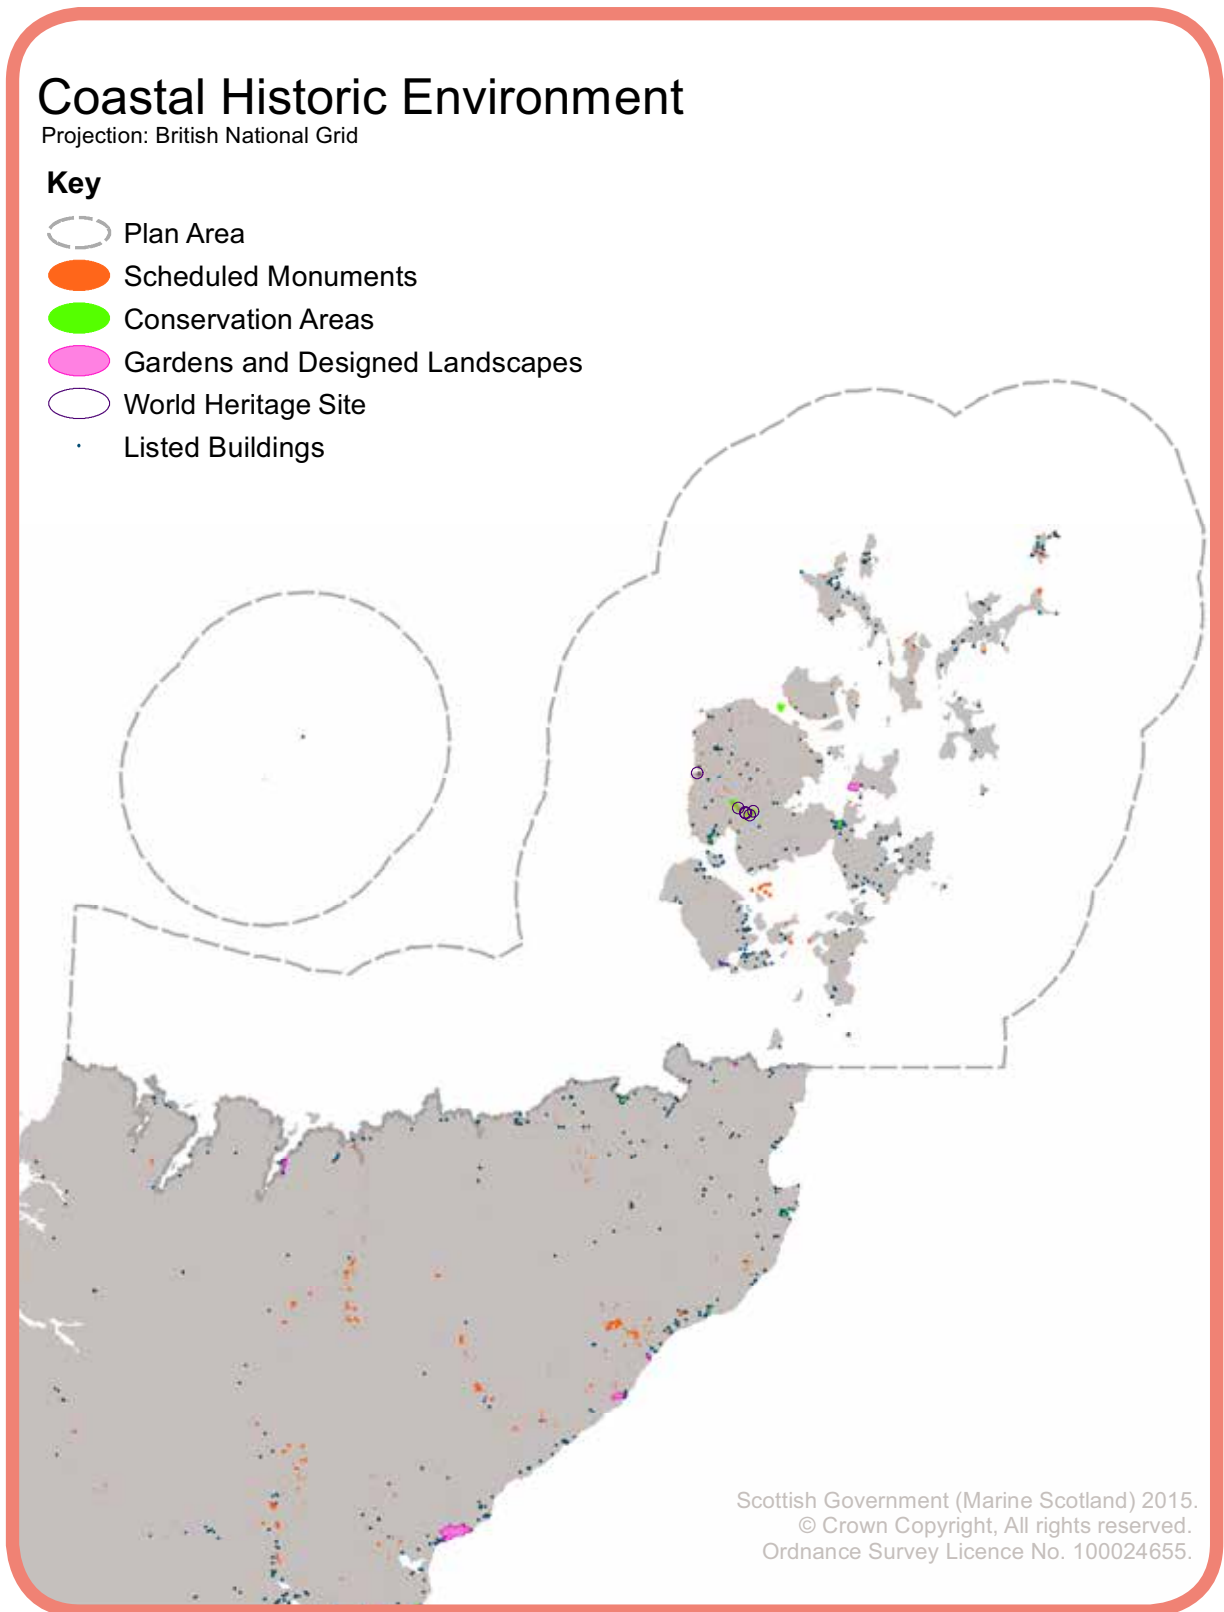 Coastal Historic Environment
Projection: British National Grid
Key
Plan Area
Scheduled Monuments
Conservation Areas
Gardens and Designed Landscapes
World Heritage Site
Listed Buildings
Scottish Government (Marine Scotland) 2015.
© Crown Copyright, All rights reserved.
Ordnance Survey Licence No. 100024655.